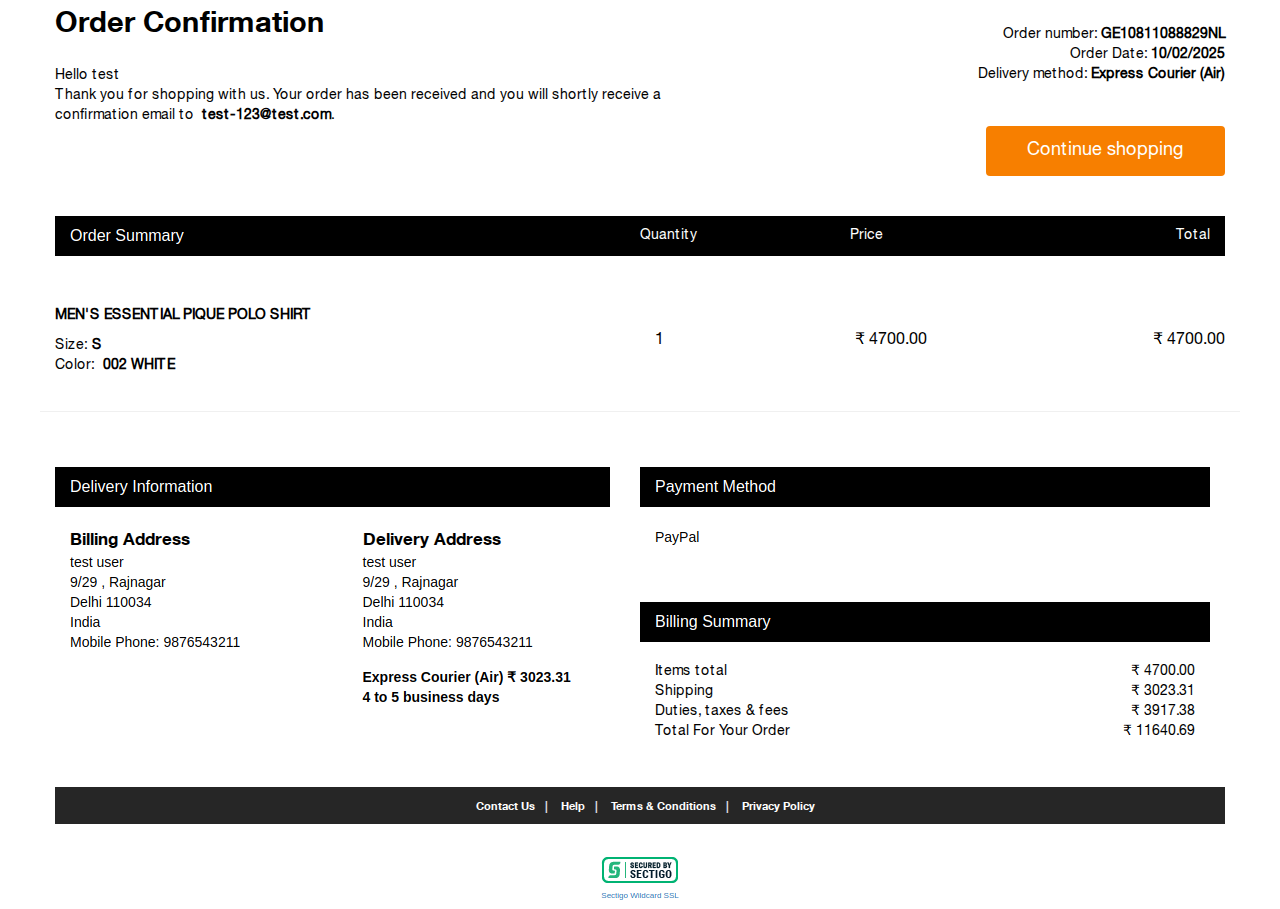 Order Confirmation
Order number: GE10811088829NL
Order Date: 10/02/2025
Delivery method: Express Courier (Air)
Hello test
Thank you for shopping with us. Your order has been received and you will shortly receive a
confirmation email to test-123@test.com.
Continue shopping
Order Summary Quantity Price Total
MEN'S ESSENTIAL PIQUE POLO SHIRT
Size: S
Color: 002 WHITE
1 ₹ 4700.00 ₹ 4700.00
Delivery Information
Billing Address
test user
9/29 , Rajnagar
Delhi 110034
India
Mobile Phone: 9876543211
Delivery Address
test user
9/29 , Rajnagar
Delhi 110034
India
Mobile Phone: 9876543211
Express Courier (Air) ₹ 3023.31
4 to 5 business days
Payment Method
PayPal
Billing Summary
Items total ₹ 4700.00
Shipping ₹ 3023.31
Duties, taxes & fees ₹ 3917.38
Total For Your Order ₹ 11640.69
Contact Us | Help | Terms & Conditions | Privacy Policy
SECURED BY
SECTIGO
Sectigo Wildcard SSL